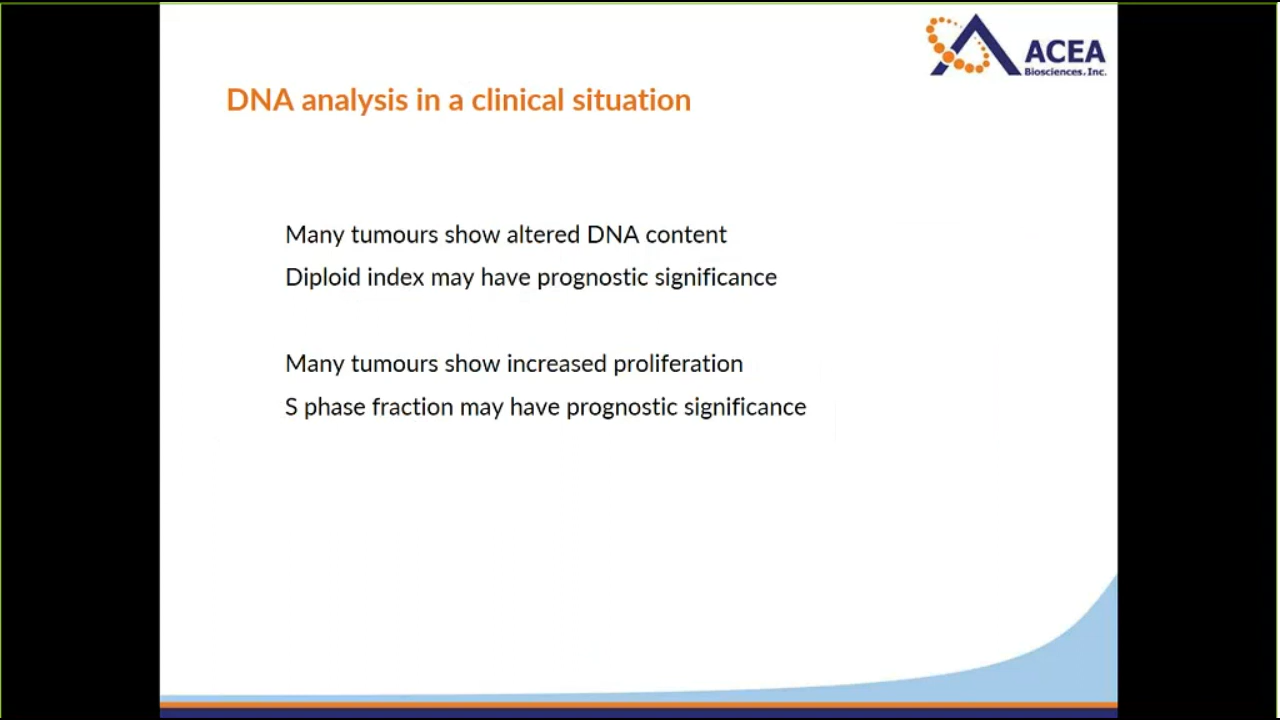 ACEA
Biosciences, Inc.
DNA analysis in a clinical situation
Many tumours show altered DNA content
Diploid index may have prognostic significance
Many tumours show increased proliferation
S phase fraction may have prognostic significance